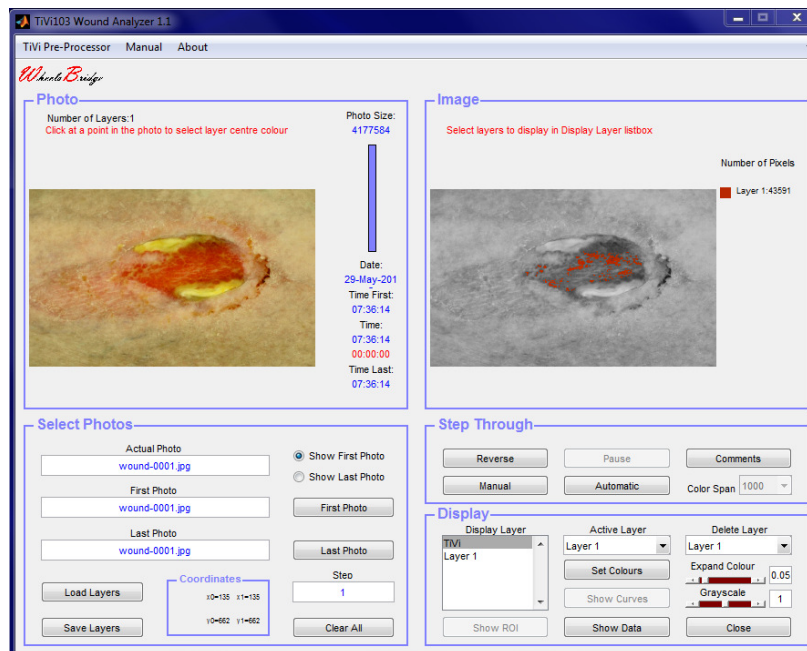 TiVi103 Wound Analyzer 1.1
TiVi Pre-Processor Manual About
WheelsBridge
Photo
Number of Layers:1
Click at a point in the photo to select layer centre colour
Photo Size:
4177584
Date:
29-May-201
Time First:
07:36:14
Time:
07:36:14
00:00:00
Time Last:
07:36:14
Image
Select layers to display in Display Layer listbox
Number of Pixels
Layer 1:43591
Select Photos
Actual Photo
wound-0001.jpg
First Photo
wound-0001.jpg
Last Photo
wound-0001.jpg
Show First Photo
Show Last Photo
First Photo
Last Photo
Step
1
Load Layers
Save Layers
Coordinates
x0=135 x1=135
y0=662 y1=662
Clear All
Step Through
Reverse Pause Comments
Manual Automatic Color Span 1000
Display
Display Layer
TiVi
Layer 1
Show ROI
Active Layer
Layer 1
Set Colours
Show Curves
Show Data
Delete Layer
Layer 1
Expand Colour
0.05
Grayscale
1
Close